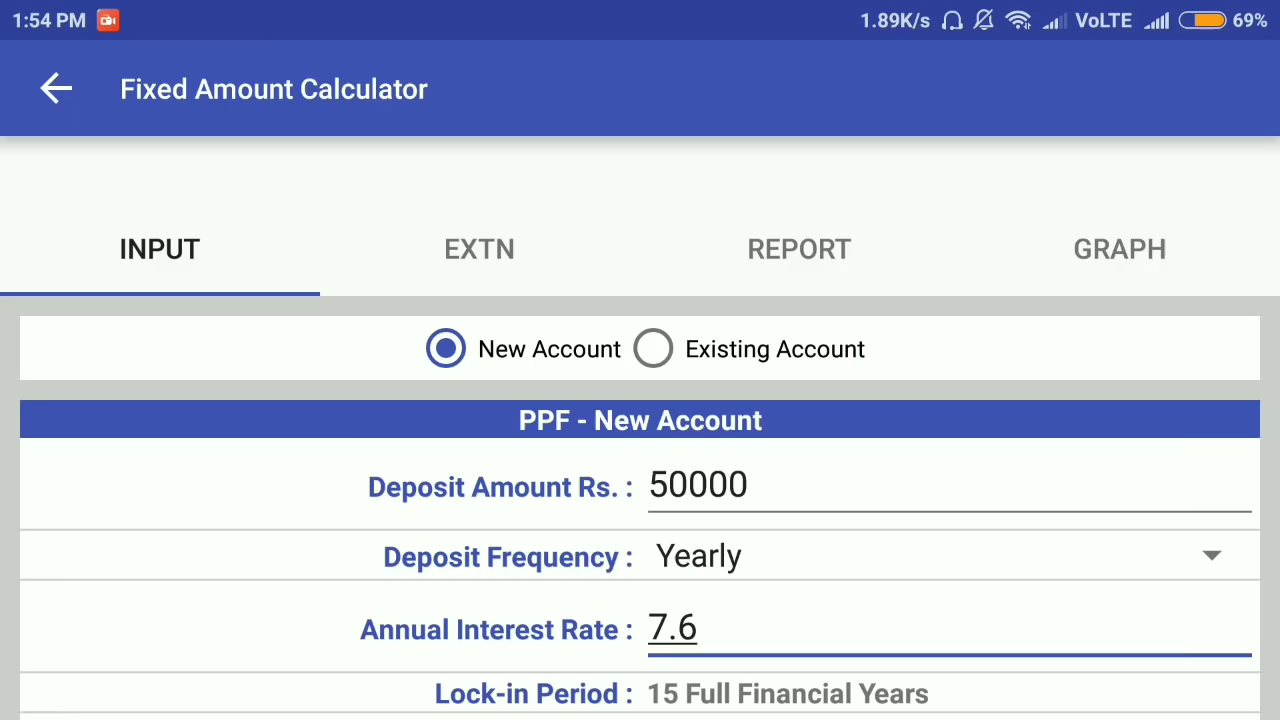 1:54 PM 1.89K/s VoLTE 69%
Fixed Amount Calculator
INPUT EXTN REPORT GRAPH
New Account Existing Account
PPF - New Account
Deposit Amount Rs. : 50000
Deposit Frequency : Yearly
Annual Interest Rate : 7.6
Lock-in Period : 15 Full Financial Years